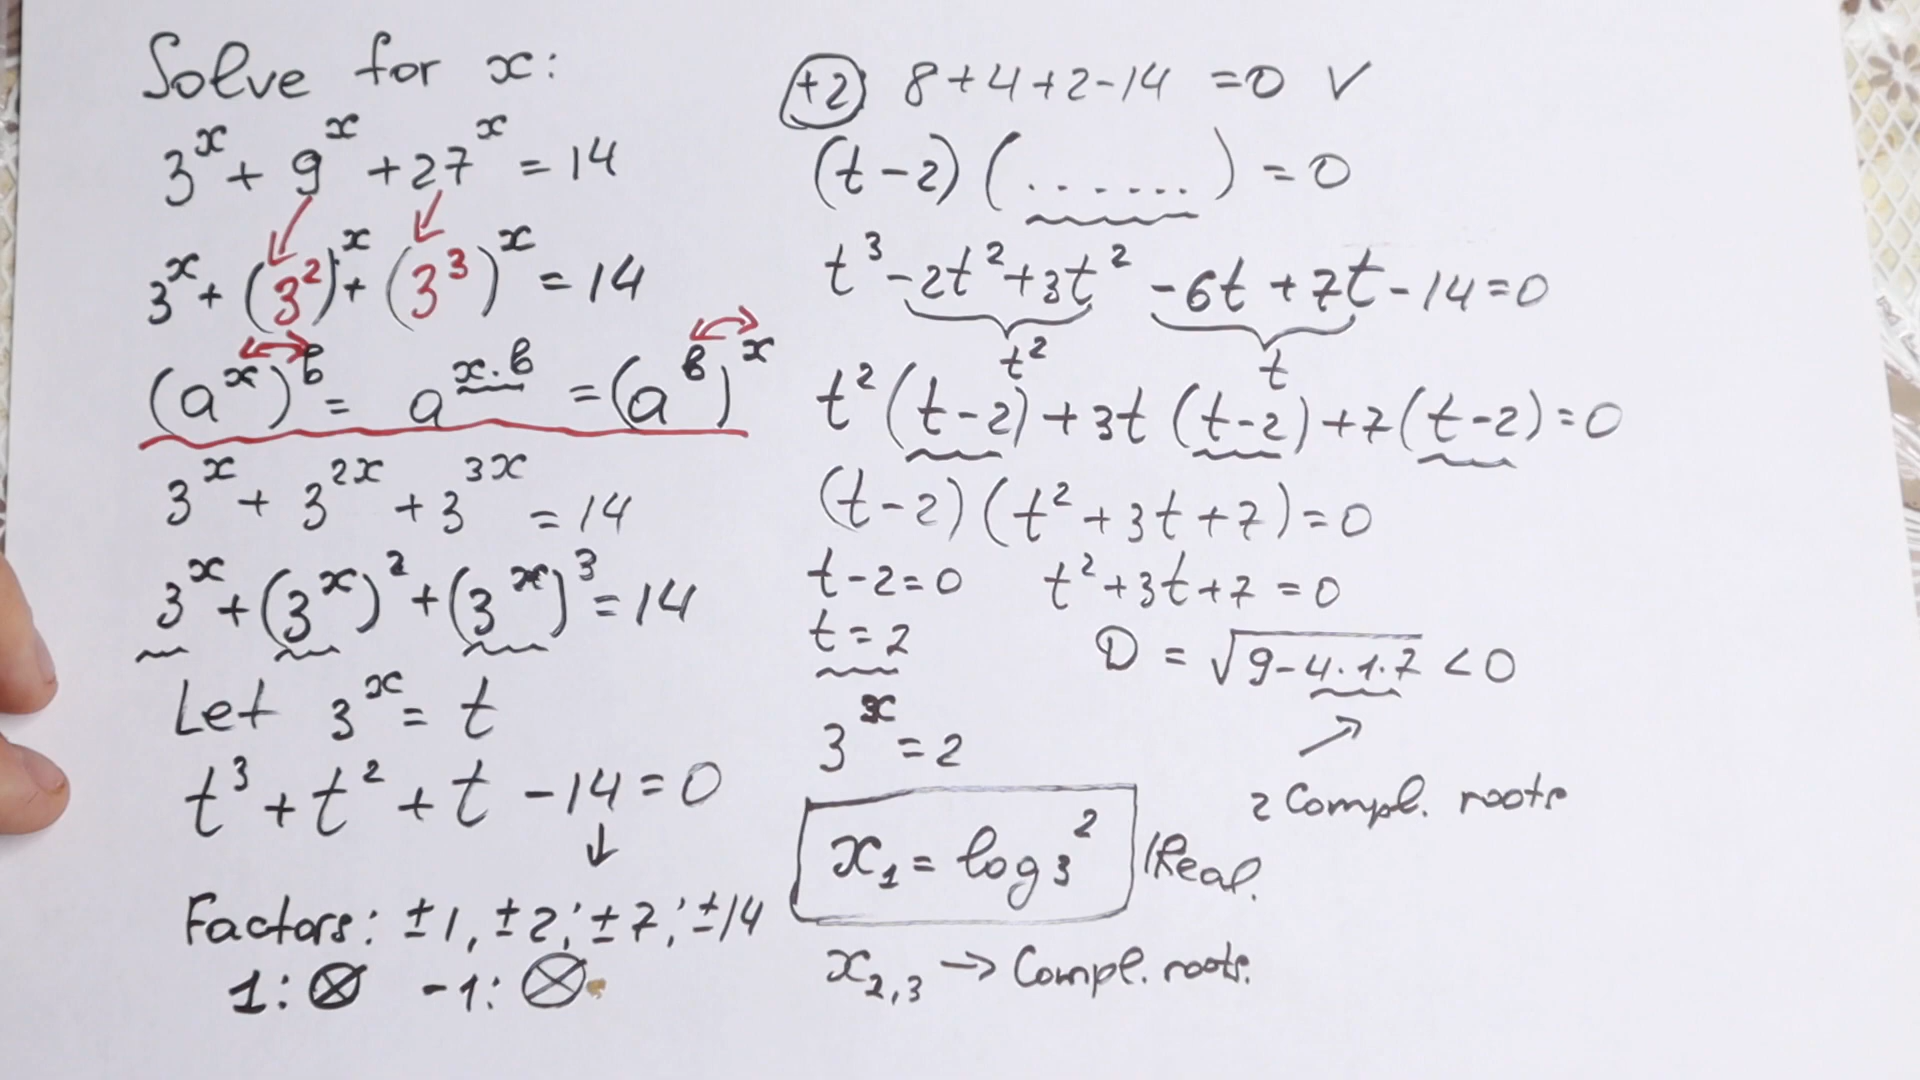 Solve for x:
3^x + 9^x + 27^x = 14
3^x + (3^2)^x + (3^3)^x = 14
(a^x)^b = a^(x·b) = (a^b)^x
3^x + 3^(2x) + 3^(3x) = 14
3^x + (3^x)^2 + (3^x)^3 = 14
Let 3^x = t
t^3 + t^2 + t - 14 = 0
↓
Factors: ±1, ±2; ±7; ±14
1: ⊗ -1: ⊗
+2: 8+4+2-14 = 0 ✓
(t-2)(.......) = 0
t^3 - 2t^2 + 3t^2 - 6t + 7t - 14 = 0
t^2 t
t^2(t-2) + 3t(t-2) + 7(t-2) = 0
(t-2)(t^2 + 3t + 7) = 0
t-2=0 t^2+3t+7 = 0
t = 2 D = √(9-4·1·7) < 0
3^x = 2
2 Compl. roots
x₁ = log₃2 Real.
x₂,₃ → Compl. roots.